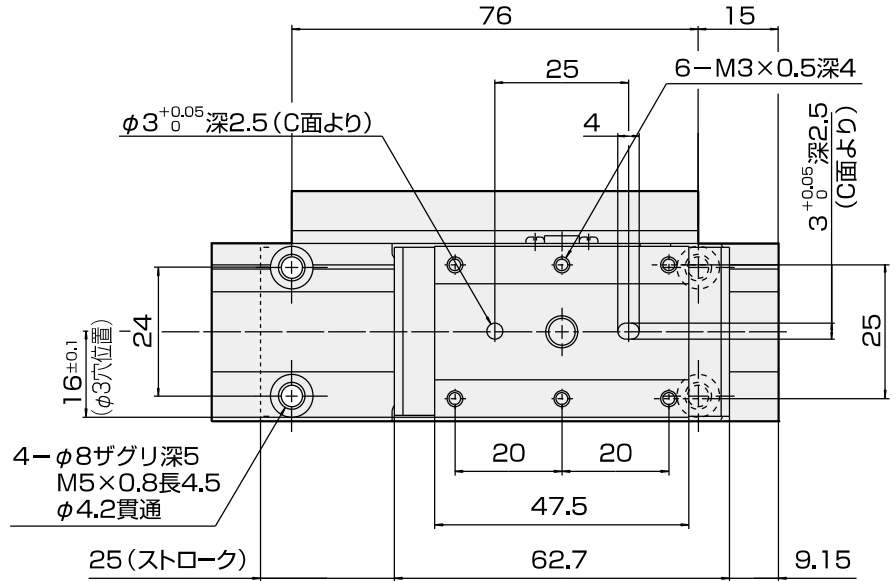 76
15
25
6－M3×0.5深4
φ3 +0.05 0 深2.5(C面より)
4
3 +0.05 0 深2.5
(C面より)
24
16±0.1
(φ3穴位置)
25
4－φ8ザグリ深5
M5×0.8長4.5
φ4.2貫通
20
20
47.5
25(ストローク)
62.7
9.15